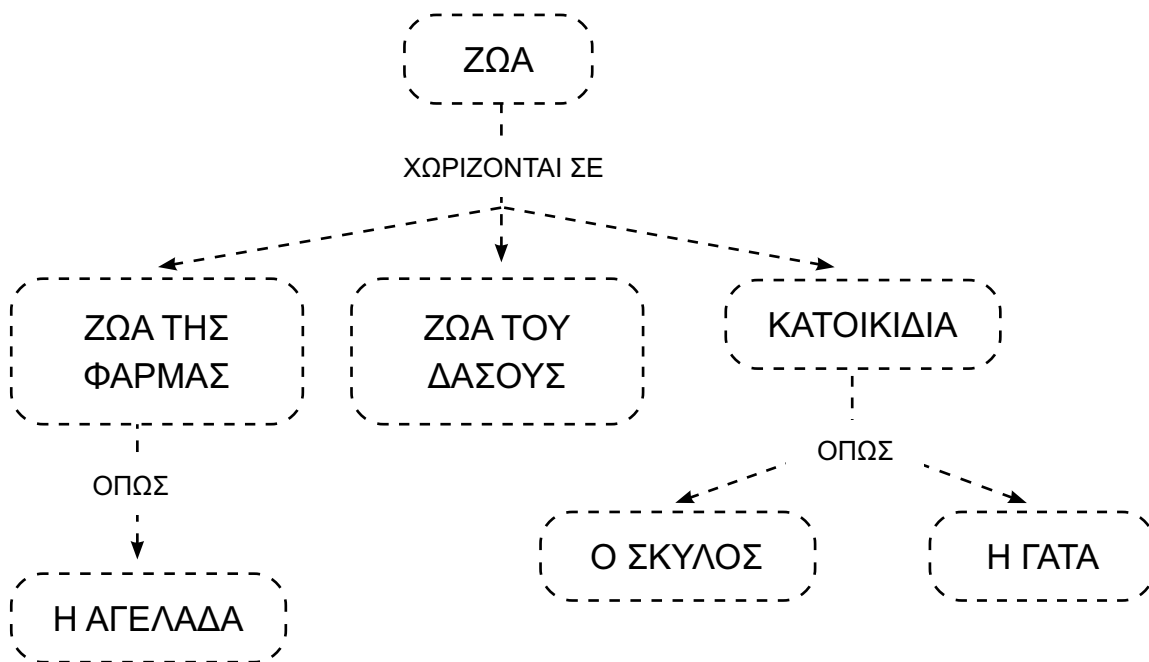 ΖΩΑ
ΧΩΡΙΖΟΝΤΑΙ ΣΕ
ΖΩΑ ΤΗΣ
ΦΑΡΜΑΣ
ΖΩΑ ΤΟΥ
ΔΑΣΟΥΣ
ΚΑΤΟΙΚΙΔΙΑ
ΟΠΩΣ
ΟΠΩΣ
Ο ΣΚΥΛΟΣ
Η ΓΑΤΑ
Η ΑΓΕΛΑΔΑ